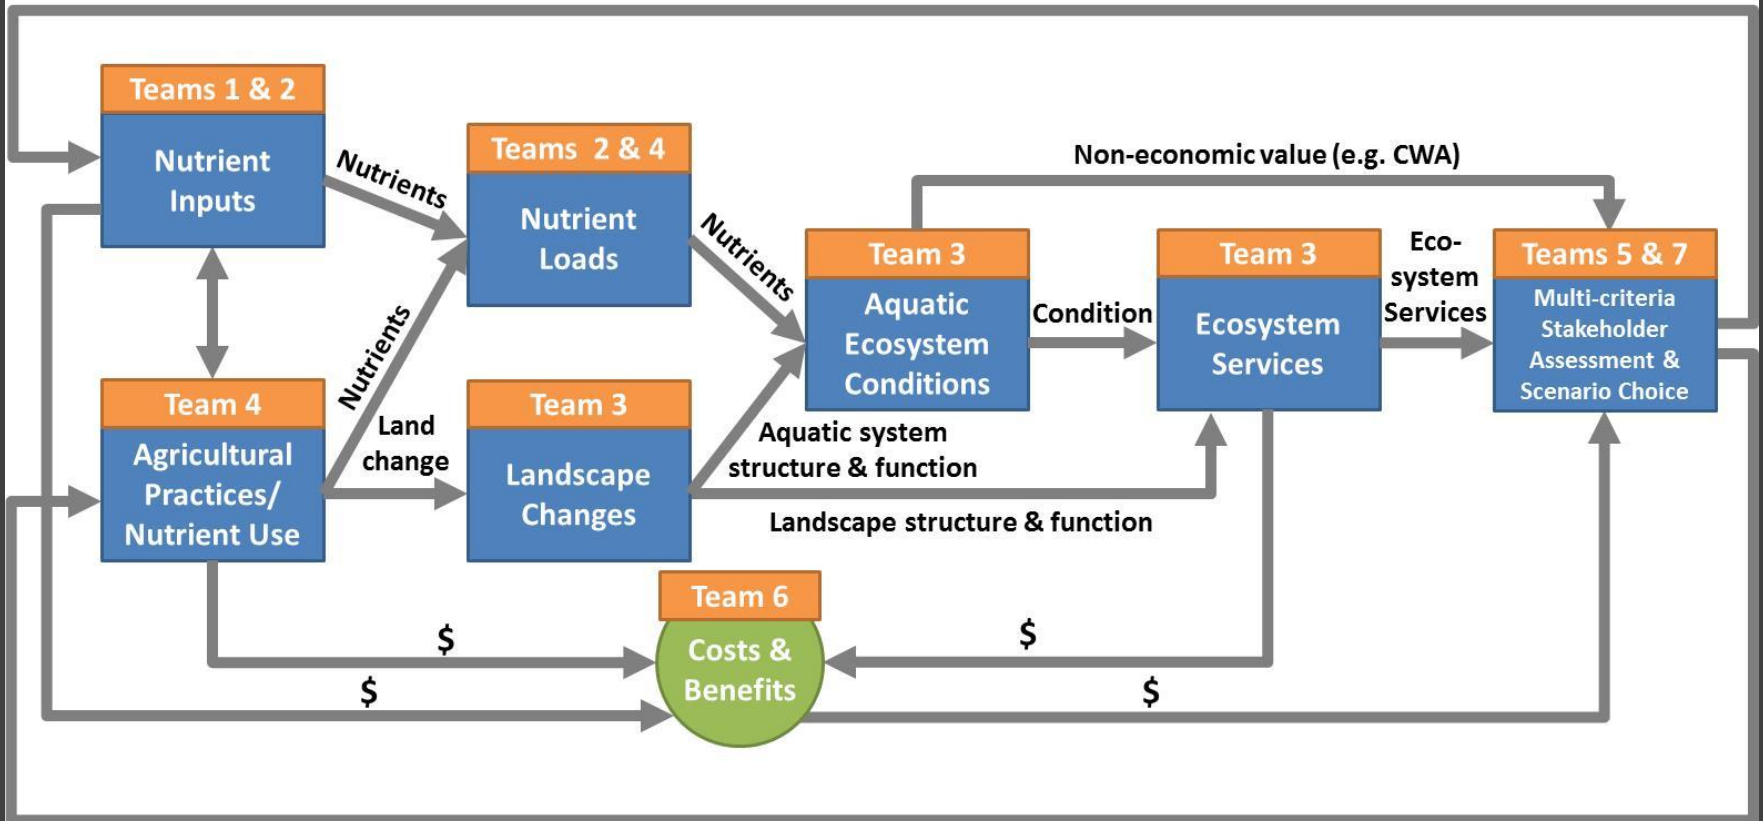 Teams 1 & 2
Nutrient
Inputs
Nutrients
Teams 2 & 4
Nutrient
Loads
Nutrients
Nutrients
Team 4
Agricultural
Practices/
Nutrient Use
Land
change
Team 3
Landscape
Changes
Non-economic value (e.g. CWA)
Team 3
Aquatic
Ecosystem
Conditions
Condition
Team 3
Ecosystem
Services
Eco-
system
Services
Teams 5 & 7
Multi-criteria
Stakeholder
Assessment &
Scenario Choice
Aquatic system
structure & function
Landscape structure & function
Team 6
Costs &
Benefits
$
$
$
$